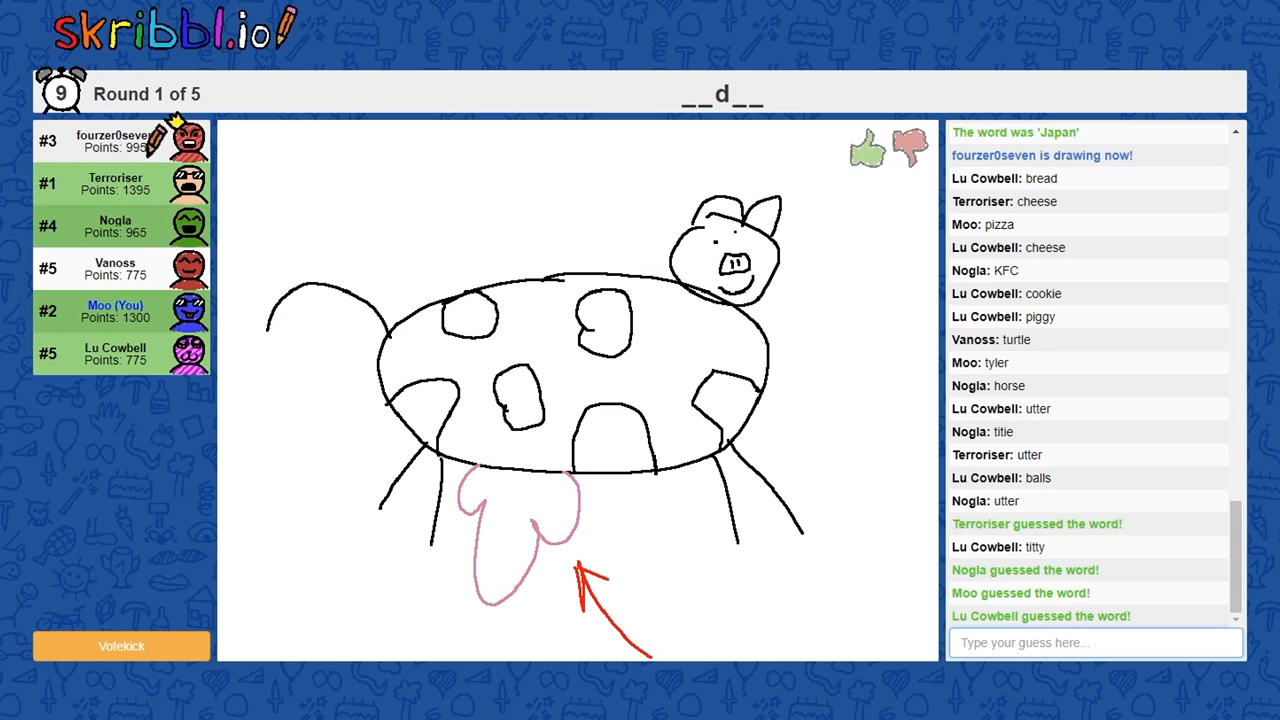 skribbl.io
9 Round 1 of 5
__d__
#3 fourzer0seven
Points: 995
#1 Terroriser
Points: 1395
#4 Nogla
Points: 965
#5 Vanoss
Points: 775
#2 Moo (You)
Points: 1300
#5 Lu Cowbell
Points: 775
Votekick
The word was 'Japan'
fourzer0seven is drawing now!
Lu Cowbell: bread
Terroriser: cheese
Moo: pizza
Lu Cowbell: cheese
Nogla: KFC
Lu Cowbell: cookie
Lu Cowbell: piggy
Vanoss: turtle
Moo: tyler
Nogla: horse
Lu Cowbell: utter
Nogla: titie
Terroriser: utter
Lu Cowbell: balls
Nogla: utter
Terroriser guessed the word!
Lu Cowbell: titty
Nogla guessed the word!
Moo guessed the word!
Lu Cowbell guessed the word!
Type your guess here...